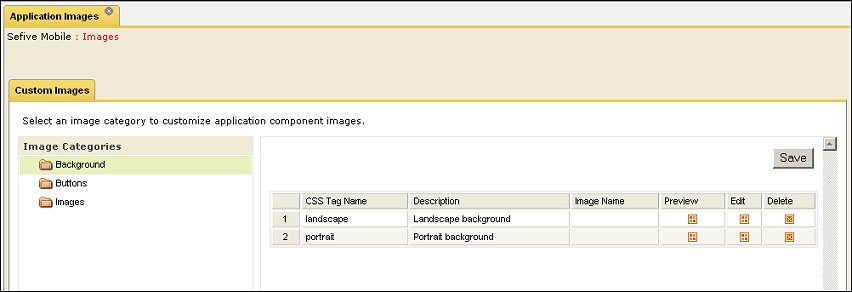 Application Images
Sefive Mobile : Images
Custom Images
Select an image category to customize application component images.
Image Categories
Background
Buttons
Images
Save
CSS Tag Name Description Image Name Preview Edit Delete
1 landscape Landscape background
2 portrait Portrait background